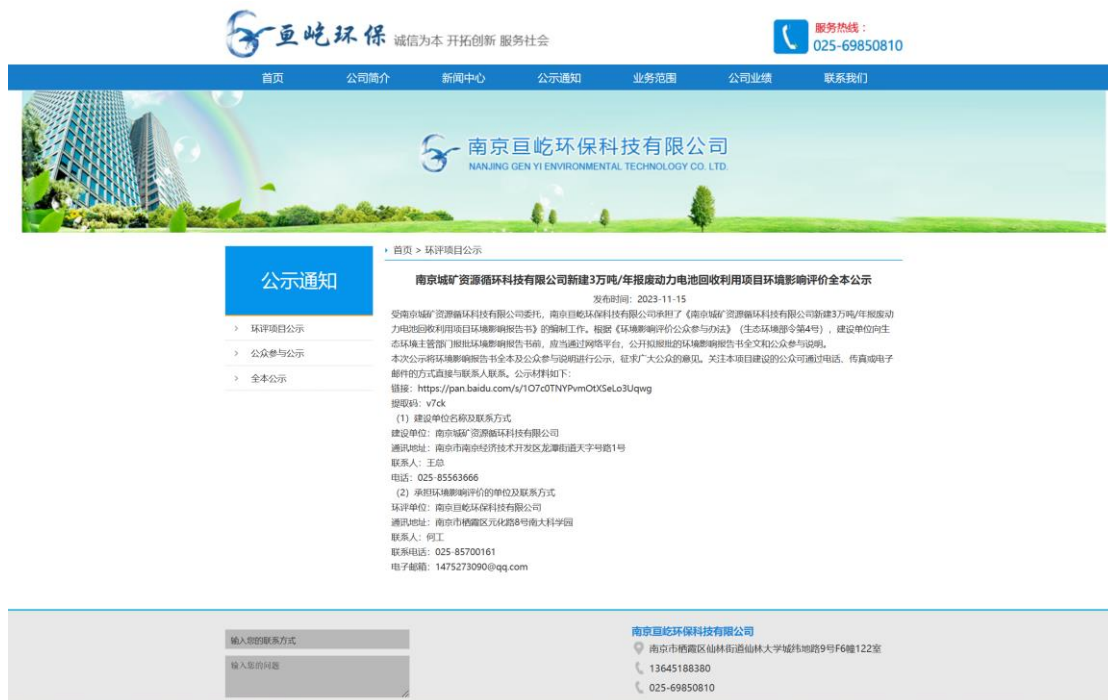 亘屹环保 诚信为本 开拓创新 服务社会
服务热线：
025-69850810
首页 公司简介 新闻中心 公示通知 业务范围 公司业绩 联系我们
南京亘屹环保科技有限公司
NANJING GEN YI ENVIRONMENTAL TECHNOLOGY CO. LTD.
公示通知
环评项目公示
公众参与公示
全本公示
首页 > 环评项目公示
南京城矿资源循环科技有限公司新建3万吨/年报废动力电池回收利用项目环境影响评价全本公示
发布时间：2023-11-15
受南京城矿资源循环科技有限公司委托，南京亘屹环保科技有限公司承担了《南京城矿资源循环科技有限公司新建3万吨/年报废动
力电池回收利用项目环境影响报告书》的编制工作。根据《环境影响评价公众参与办法》（生态环境部令第4号），建设单位向生
态环境主管部门报批环境影响报告书前，应当通过网络平台，公开拟报批的环境影响报告书全文和公众参与说明。
本次公示将环境影响报告书全本及公众参与说明进行公示，征求广大公众的意见。关注本项目建设的公众可通过电话、传真或电子
邮件的方式直接与联系人联系。公示材料如下：
链接：https://pan.baidu.com/s/1O7c0TNYPvmOtXSeLo3Uqwg
提取码：v7ck
（1）建设单位名称及联系方式
建设单位：南京城矿资源循环科技有限公司
通讯地址：南京市南京经济技术开发区龙潭街道天字号路1号
联系人：王总
电话：025-85563666
（2）承担环境影响评价的单位及联系方式
环评单位：南京亘屹环保科技有限公司
通讯地址：南京市栖霞区元化路8号南大科学园
联系人：何工
联系电话：025-85700161
电子邮箱：1475273090@qq.com
输入您的联系方式
输入您的问题
南京亘屹环保科技有限公司
南京市栖霞区仙林街道仙林大学城纬地路9号F6幢122室
13645188380
025-69850810